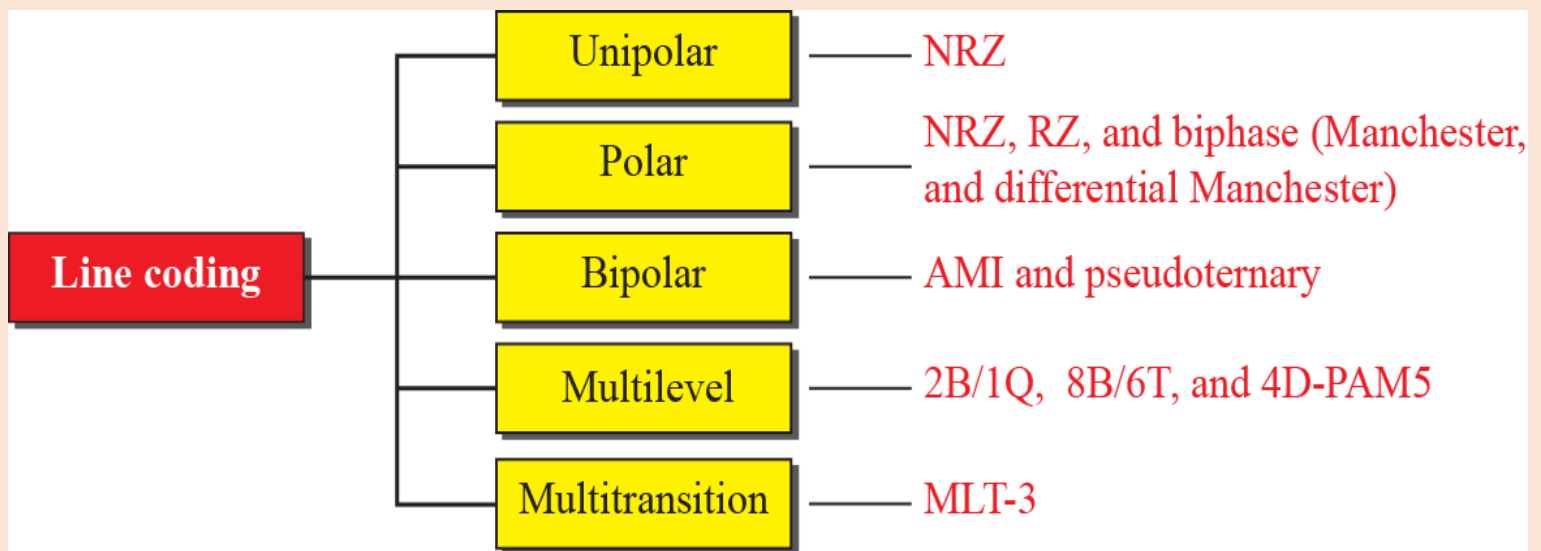 Unipolar
NRZ
Polar
NRZ, RZ, and biphase (Manchester,
and differential Manchester)
Line coding
Bipolar
AMI and pseudoternary
Multilevel
2B/1Q, 8B/6T, and 4D-PAM5
Multitransition
MLT-3